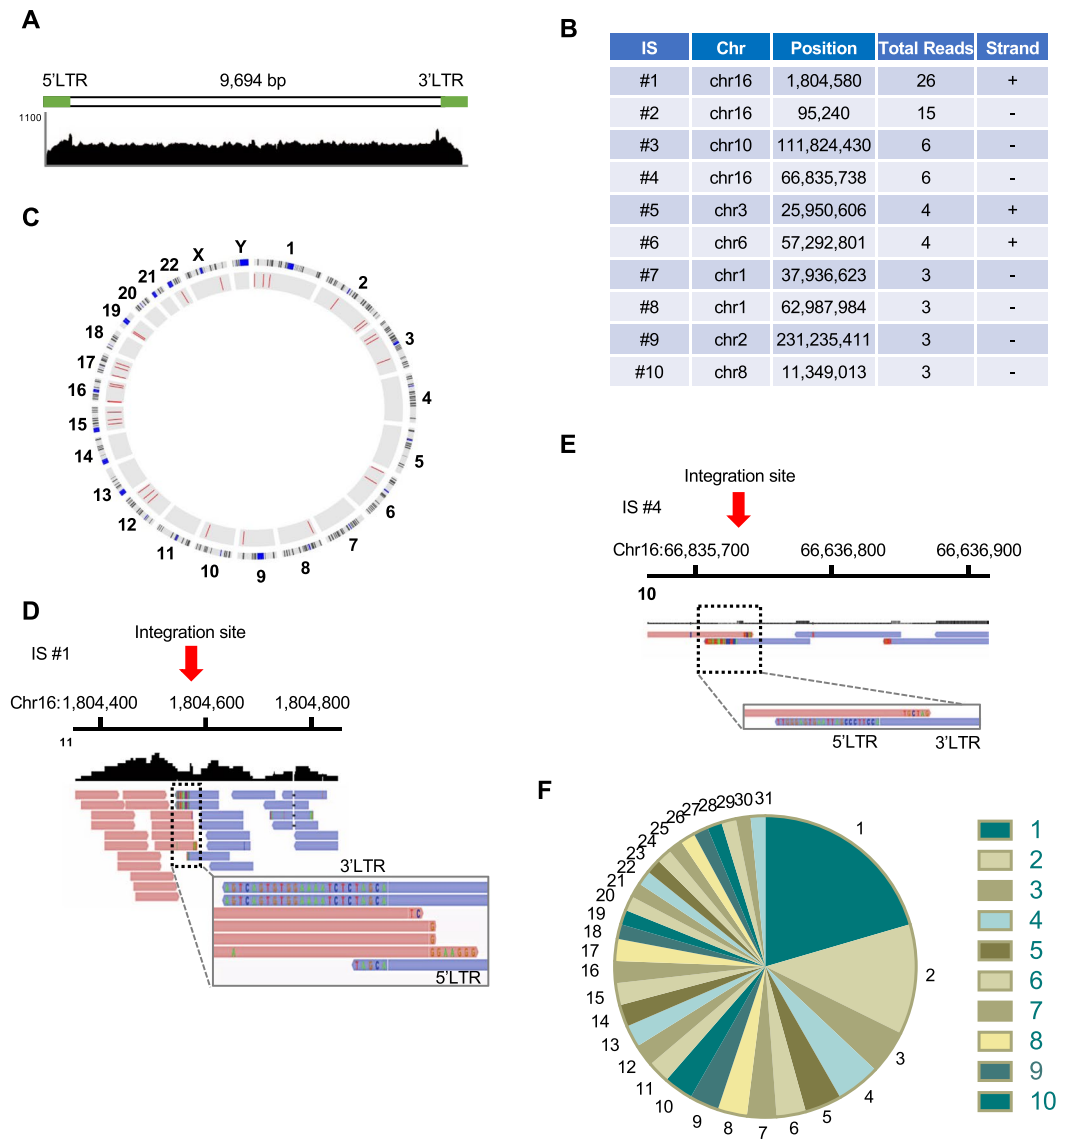 A
5'LTR 9,694 bp 3'LTR
1100
B
IS Chr Position Total Reads Strand
#1 chr16 1,804,580 26 +
#2 chr16 95,240 15 -
#3 chr10 111,824,430 6 -
#4 chr16 66,835,738 6 -
#5 chr3 25,950,606 4 +
#6 chr6 57,292,801 4 +
#7 chr1 37,936,623 3 -
#8 chr1 62,987,984 3 -
#9 chr2 231,235,411 3 -
#10 chr8 11,349,013 3 -
C
1
2
3
4
5
6
7
8
9
10
11
12
13
14
15
16
17
18
19
20
21
22
X
Y
D
Integration site
IS #1
Chr16:1,804,400 1,804,600 1,804,800
11
3'LTR
T C
G
A G G A A G G G
5'LTR
E
Integration site
IS #4
Chr16:66,835,700 66,636,800 66,636,900
10
5'LTR 3'LTR
F
1
2
3
4
5
6
7
8
9
10
11
12
13
14
15
16
17
18
19
20
21
22
23
24
25
26
27
28
29
30
31
1
2
3
4
5
6
7
8
9
10